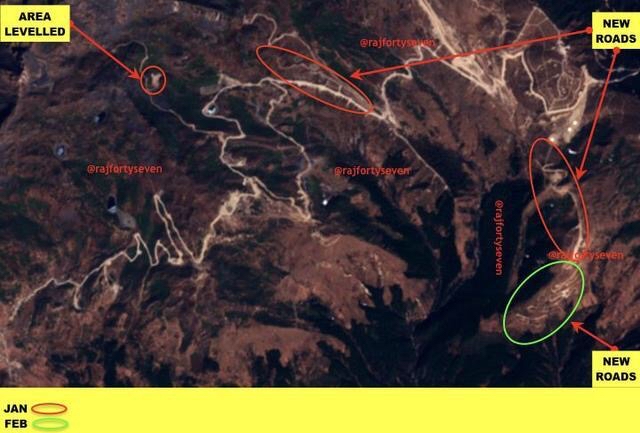 AREA
LEVELLED
NEW
ROADS
@rajfortyseven
@rajfortyseven
@rajfortyseven
@rajfortyseven
@rajfortyseven
NEW
ROADS
JAN
FEB